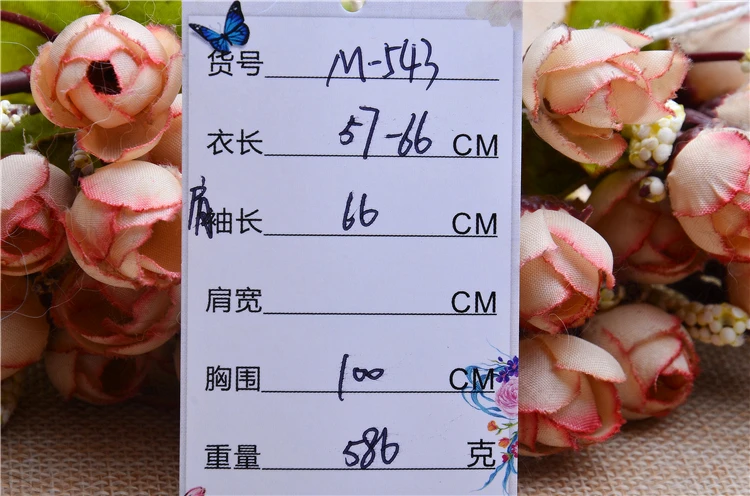 货号 M-543
衣长 57-66 CM
肩袖长 66 CM
肩宽 CM
胸围 100 CM
重量 586 克